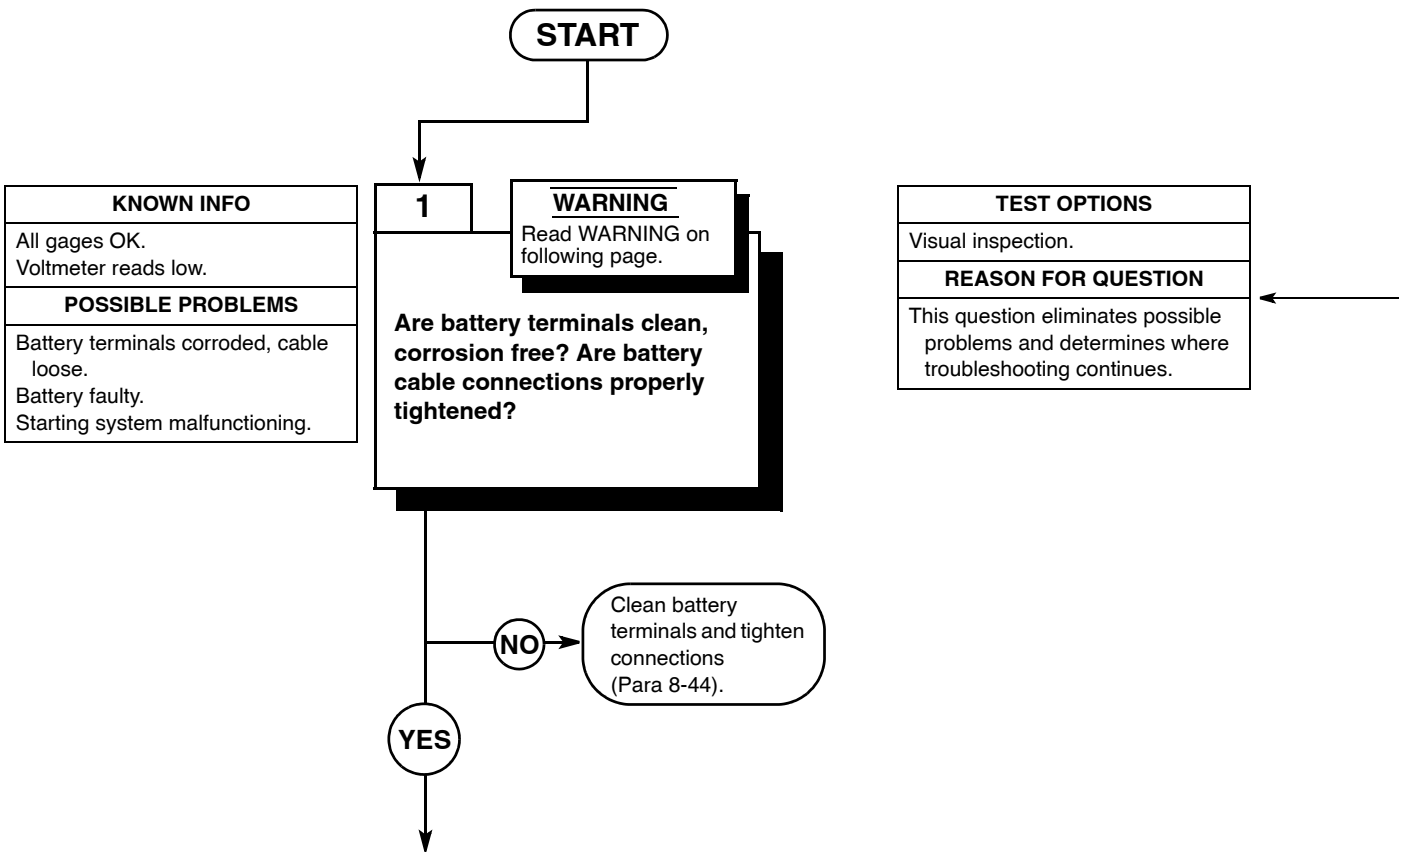 START
KNOWN INFO
All gages OK.
Voltmeter reads low.
POSSIBLE PROBLEMS
Battery terminals corroded, cable
loose.
Battery faulty.
Starting system malfunctioning.
1
WARNING
Read WARNING on
following page.
Are battery terminals clean,
corrosion free? Are battery
cable connections properly
tightened?
TEST OPTIONS
Visual inspection.
REASON FOR QUESTION
This question eliminates possible
problems and determines where
troubleshooting continues.
NO
Clean battery
terminals and tighten
connections
(Para 8-44).
YES